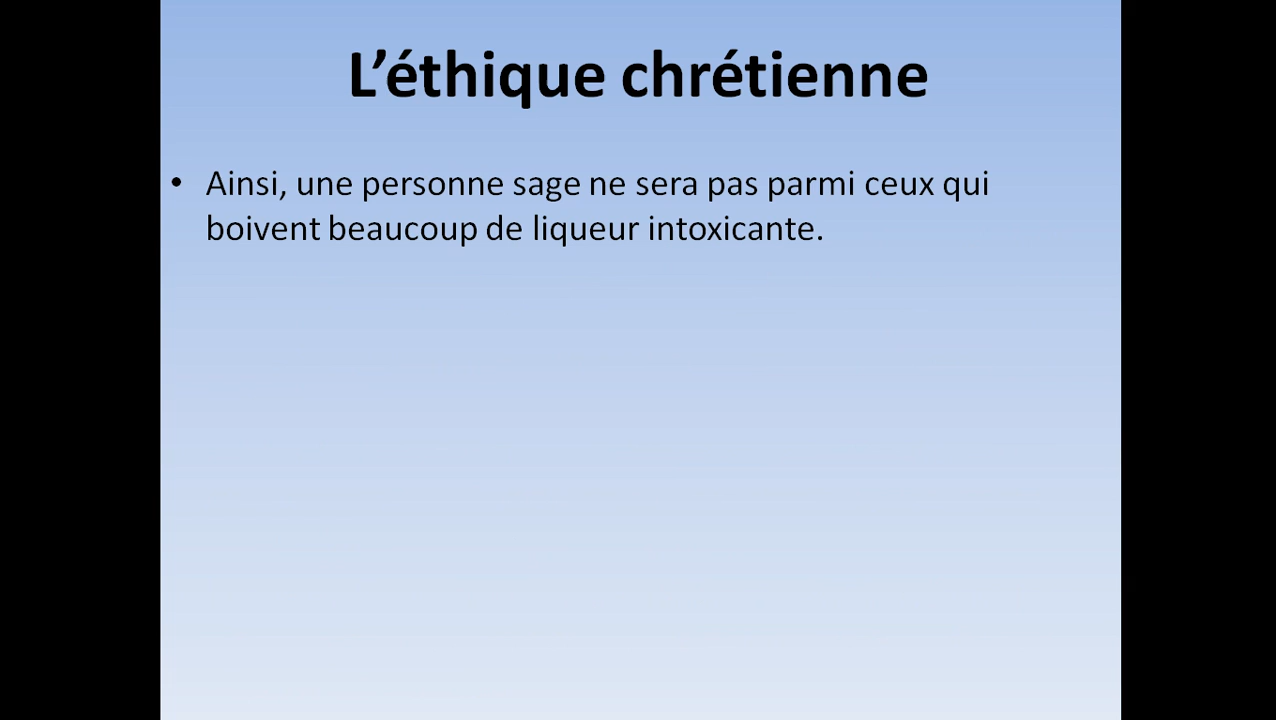 L’éthique chrétienne
• Ainsi, une personne sage ne sera pas parmi ceux qui
boivent beaucoup de liqueur intoxicante.